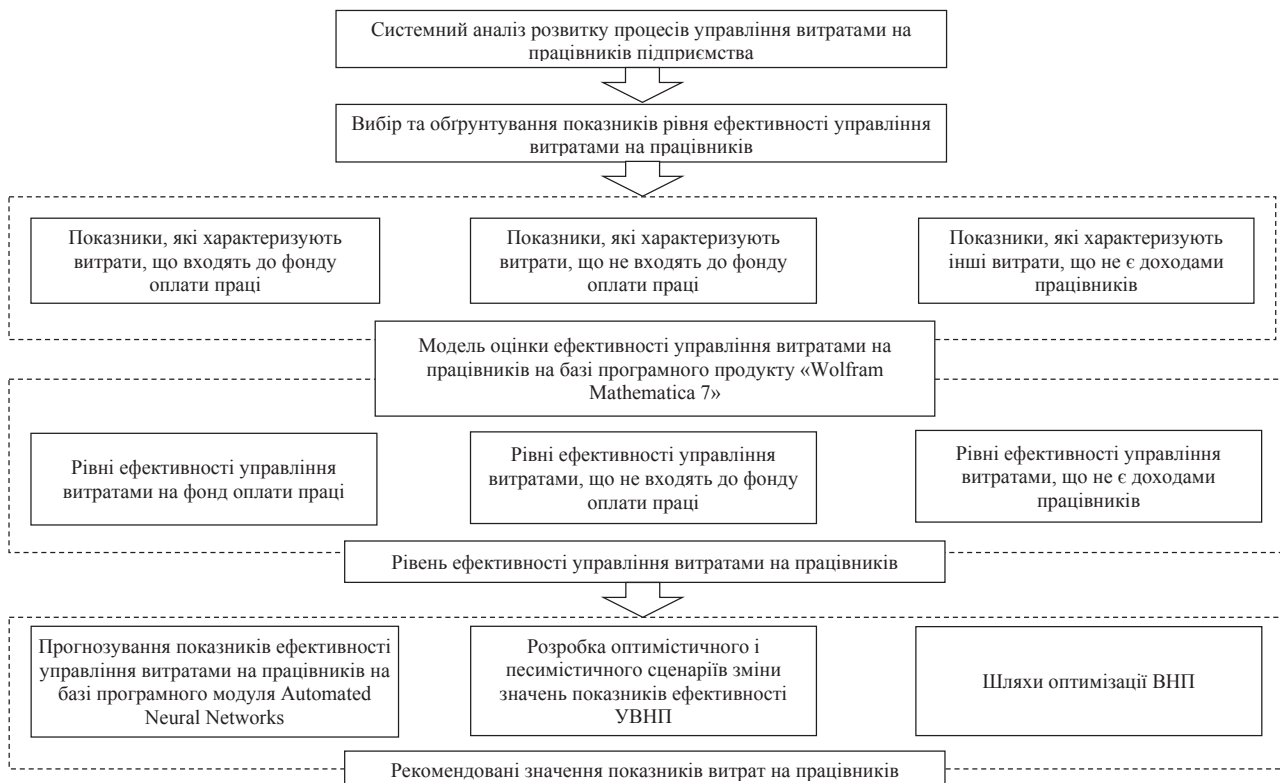 Системний аналіз розвитку процесів управління витратами на
працівників підприємства
Вибір та обґрунтування показників рівня ефективності управління
витратами на працівників
Показники, які характеризують
витрати, що входять до фонду
оплати праці
Показники, які характеризують
витрати, що не входять до фонду
оплати праці
Показники, які характеризують
інші витрати, що не є доходами
працівників
Модель оцінки ефективності управління витратами на
працівників на базі програмного продукту «Wolfram
Mathematica 7»
Рівні ефективності управління
витратами на фонд оплати праці
Рівні ефективності управління
витратами, що не входять до фонду
оплати праці
Рівні ефективності управління
витратами, що не є доходами
працівників
Рівень ефективності управління витратами на працівників
Прогнозування показників ефективності
управління витратами на працівників на
базі програмного модуля Automated
Neural Networks
Розробка оптимістичного і
песимістичного сценаріїв зміни
значень показників ефективності
УВНП
Шляхи оптимізації ВНП
Рекомендовані значення показників витрат на працівників